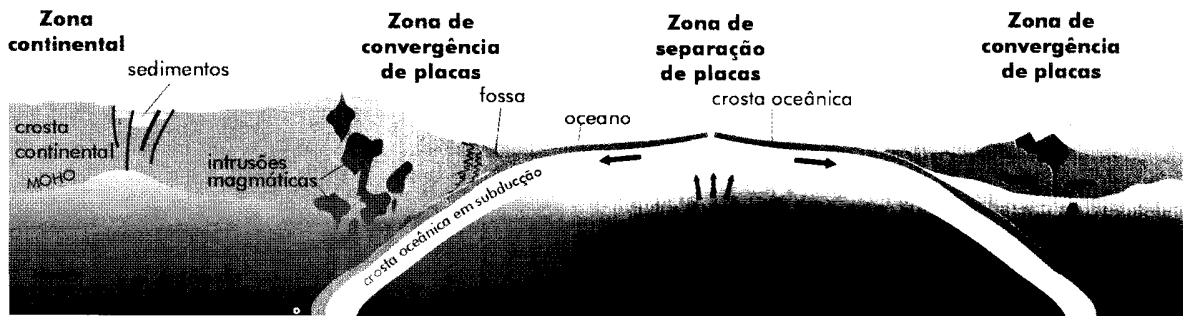 Zona
continental
sedimentos
crosta
continental
MOHO
Zona de
convergência
de placas
fossa
intrusões
magmáticas
crosta oceânica em subducção
oceano
Zona de
separação
de placas
crosta oceânica
Zona de
convergência
de placas